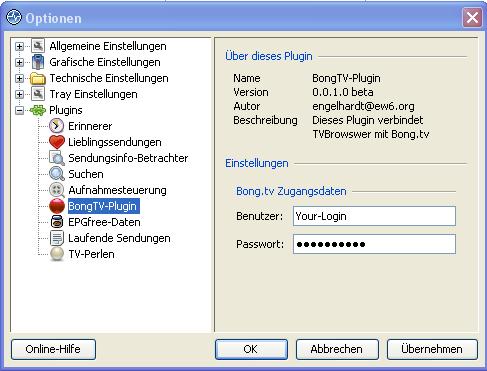 Optionen
Allgemeine Einstellungen
Grafische Einstellungen
Technische Einstellungen
Tray Einstellungen
Plugins
Erinnerer
Lieblingssendungen
Sendungsinfo-Betrachter
Suchen
Aufnahmesteuerung
BongTV-Plugin
EPGfree-Daten
Laufende Sendungen
TV-Perlen
Über dieses Plugin
Name BongTV-Plugin
Version 0.0.1.0 beta
Autor engelhardt@ew6.org
Beschreibung Dieses Plugin verbindet
TVBrowswer mit Bong.tv
Einstellungen
Bong.tv Zugangsdaten
Benutzer: Your-Login
Passwort: ●●●●●●●●●●
Online-Hilfe OK Abbrechen Übernehmen